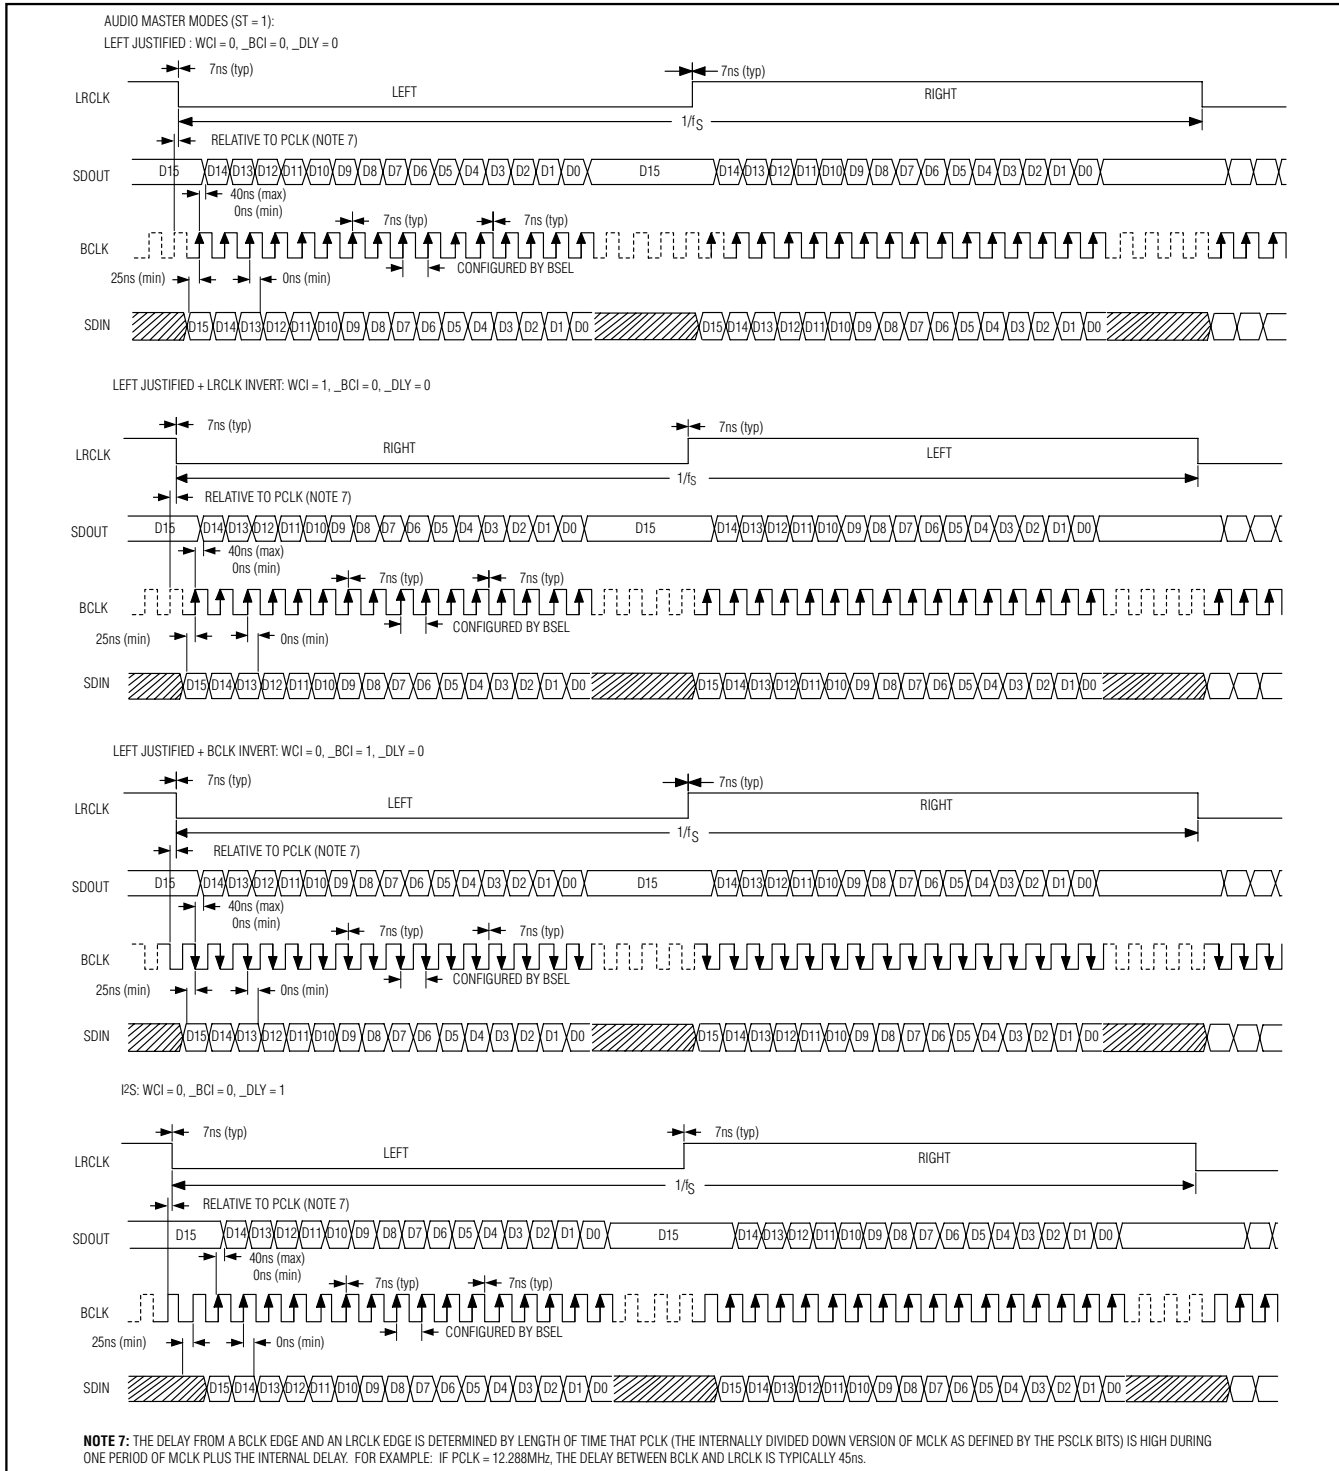 AUDIO MASTER MODES (ST = 1):
LEFT JUSTIFIED : WCI = 0, _BCI = 0, _DLY = 0
7ns (typ) 7ns (typ)
LRCLK LEFT RIGHT
1/fS
RELATIVE TO PCLK (NOTE 7)
SDOUT D15 D14 D13 D12 D11 D10 D9 D8 D7 D6 D5 D4 D3 D2 D1 D0 D15 D14 D13 D12 D11 D10 D9 D8 D7 D6 D5 D4 D3 D2 D1 D0
40ns (max)
0ns (min) 7ns (typ) 7ns (typ)
BCLK
25ns (min) 0ns (min) CONFIGURED BY BSEL
SDIN D15 D14 D13 D12 D11 D10 D9 D8 D7 D6 D5 D4 D3 D2 D1 D0 D15 D14 D13 D12 D11 D10 D9 D8 D7 D6 D5 D4 D3 D2 D1 D0
LEFT JUSTIFIED + LRCLK INVERT: WCI = 1, _BCI = 0, _DLY = 0
7ns (typ) 7ns (typ)
LRCLK RIGHT LEFT
1/fS
RELATIVE TO PCLK (NOTE 7)
SDOUT D15 D14 D13 D12 D11 D10 D9 D8 D7 D6 D5 D4 D3 D2 D1 D0 D15 D14 D13 D12 D11 D10 D9 D8 D7 D6 D5 D4 D3 D2 D1 D0
40ns (max)
0ns (min) 7ns (typ) 7ns (typ)
BCLK
25ns (min) 0ns (min) CONFIGURED BY BSEL
SDIN D15 D14 D13 D12 D11 D10 D9 D8 D7 D6 D5 D4 D3 D2 D1 D0 D15 D14 D13 D12 D11 D10 D9 D8 D7 D6 D5 D4 D3 D2 D1 D0
LEFT JUSTIFIED + BCLK INVERT: WCI = 0, _BCI = 1, _DLY = 0
7ns (typ) 7ns (typ)
LRCLK LEFT RIGHT
1/fS
RELATIVE TO PCLK (NOTE 7)
SDOUT D15 D14 D13 D12 D11 D10 D9 D8 D7 D6 D5 D4 D3 D2 D1 D0 D15 D14 D13 D12 D11 D10 D9 D8 D7 D6 D5 D4 D3 D2 D1 D0
40ns (max)
0ns (min) 7ns (typ) 7ns (typ)
BCLK
25ns (min) 0ns (min) CONFIGURED BY BSEL
SDIN D15 D14 D13 D12 D11 D10 D9 D8 D7 D6 D5 D4 D3 D2 D1 D0 D15 D14 D13 D12 D11 D10 D9 D8 D7 D6 D5 D4 D3 D2 D1 D0
I2S: WCI = 0, _BCI = 0, _DLY = 1
7ns (typ) 7ns (typ)
LRCLK LEFT RIGHT
1/fS
RELATIVE TO PCLK (NOTE 7)
SDOUT D15 D14 D13 D12 D11 D10 D9 D8 D7 D6 D5 D4 D3 D2 D1 D0 D15 D14 D13 D12 D11 D10 D9 D8 D7 D6 D5 D4 D3 D2 D1 D0
40ns (max)
0ns (min) 7ns (typ) 7ns (typ)
BCLK
25ns (min) 0ns (min) CONFIGURED BY BSEL
SDIN D15 D14 D13 D12 D11 D10 D9 D8 D7 D6 D5 D4 D3 D2 D1 D0 D15 D14 D13 D12 D11 D10 D9 D8 D7 D6 D5 D4 D3 D2 D1 D0
NOTE 7: THE DELAY FROM A BCLK EDGE AND AN LRCLK EDGE IS DETERMINED BY LENGTH OF TIME THAT PCLK (THE INTERNALLY DIVIDED DOWN VERSION OF MCLK AS DEFINED BY THE PSCLK BITS) IS HIGH DURING
ONE PERIOD OF MCLK PLUS THE INTERNAL DELAY. FOR EXAMPLE: IF PCLK = 12.288MHz, THE DELAY BETWEEN BCLK AND LRCLK IS TYPICALLY 45ns.